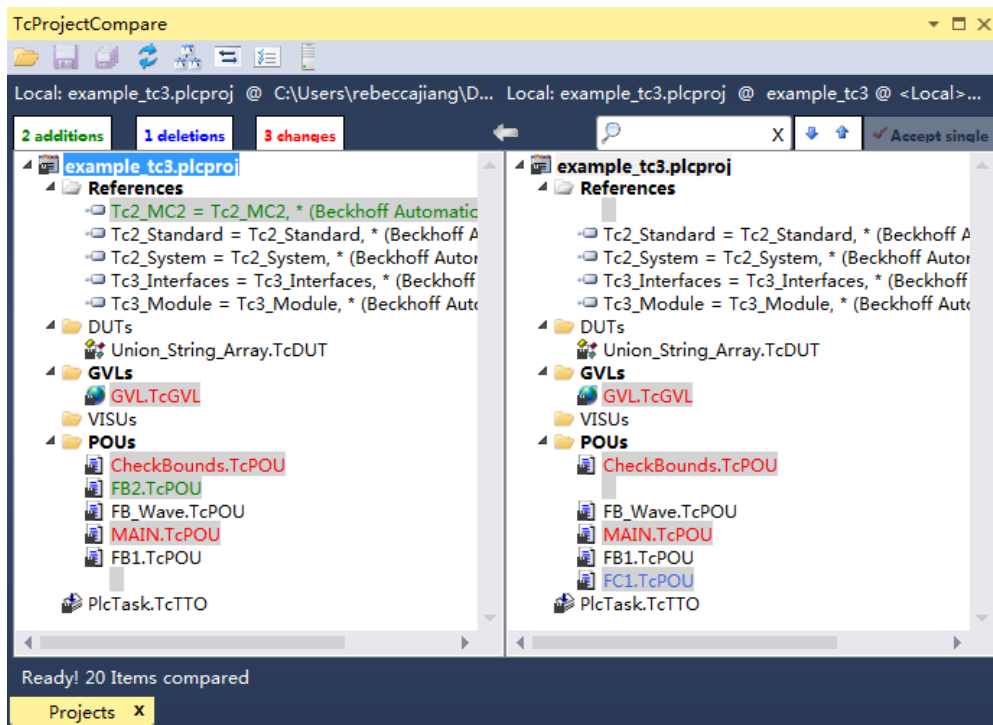 TcProjectCompare
Local: example_tc3.plcproj @ C:\Users\rebeccajiang\D... Local: example_tc3.plcproj @ example_tc3 @ <Local>...
2 additions 1 deletions 3 changes X Accept single
example_tc3.plcproj
References
Tc2_MC2 = Tc2_MC2, * (Beckhoff Automatic
Tc2_Standard = Tc2_Standard, * (Beckhoff A
Tc2_System = Tc2_System, * (Beckhoff Autor
Tc3_Interfaces = Tc3_Interfaces, * (Beckhoff
Tc3_Module = Tc3_Module, * (Beckhoff Auto
DUTs
Union_String_Array.TcDUT
GVLs
GVL.TcGVL
VISUs
POUs
CheckBounds.TcPOU
FB2.TcPOU
FB_Wave.TcPOU
MAIN.TcPOU
FB1.TcPOU
PlcTask.TcTTO
example_tc3.plcproj
References
Tc2_Standard = Tc2_Standard, * (Beckhoff A
Tc2_System = Tc2_System, * (Beckhoff Autor
Tc3_Interfaces = Tc3_Interfaces, * (Beckhoff
Tc3_Module = Tc3_Module, * (Beckhoff Auto
DUTs
Union_String_Array.TcDUT
GVLs
GVL.TcGVL
VISUs
POUs
CheckBounds.TcPOU
FB_Wave.TcPOU
MAIN.TcPOU
FB1.TcPOU
FC1.TcPOU
PlcTask.TcTTO
Ready! 20 Items compared
Projects X